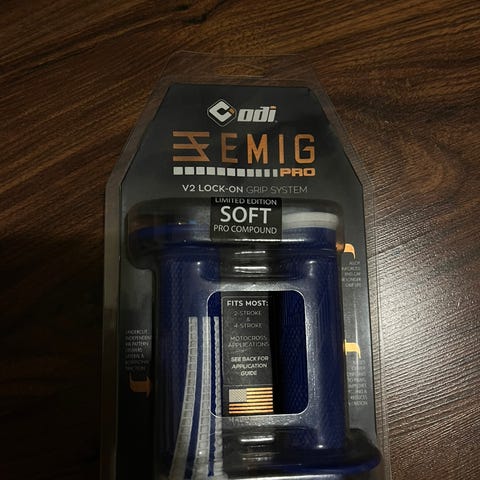 odi
EMIG
PRO
V2 LOCK-ON GRIP SYSTEM
LIMITED EDITION
SOFT
PRO COMPOUND
FITS MOST:
2-STROKE
&
4-STROKE
MOTOCROSS
APPLICATIONS
SEE BACK FOR
APPLICATION
GUIDE